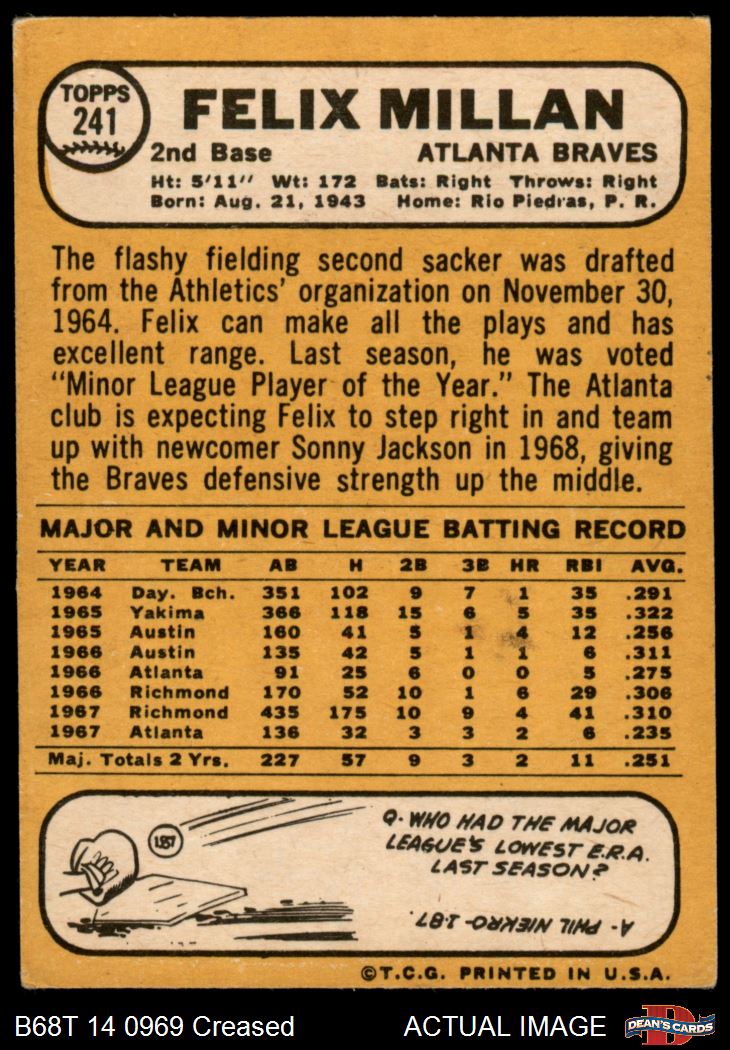 TOPPS
241
FELIX MILLAN
2nd Base ATLANTA BRAVES
Ht: 5'11" Wt: 172 Bats: Right Throws: Right
Born: Aug. 21, 1943 Home: Rio Piedras, P. R.
The flashy fielding second sacker was drafted
from the Athletics' organization on November 30,
1964. Felix can make all the plays and has
excellent range. Last season, he was voted
"Minor League Player of the Year." The Atlanta
club is expecting Felix to step right in and team
up with newcomer Sonny Jackson in 1968, giving
the Braves defensive strength up the middle.
MAJOR AND MINOR LEAGUE BATTING RECORD
YEAR TEAM AB H 2B 3B HR RBI AVG.
1964 Day. Bch. 351 102 9 7 1 35 .291
1965 Yakima 366 118 15 6 5 35 .322
1965 Austin 160 41 5 1 4 12 .256
1966 Austin 135 42 5 1 1 6 .311
1966 Atlanta 91 25 6 0 0 5 .275
1966 Richmond 170 52 10 1 6 29 .306
1967 Richmond 435 175 10 9 4 41 .310
1967 Atlanta 136 32 3 3 2 6 .235
Maj. Totals 2 Yrs. 227 57 9 3 2 11 .251
1.87
Q- WHO HAD THE MAJOR
LEAGUE'S LOWEST E.R.A.
LAST SEASON?
A- PHIL NIEKRO-1.87.
©T.C.G. PRINTED IN U.S.A.
B68T 14 0969 Creased ACTUAL IMAGE
D
DEAN'S CARDS